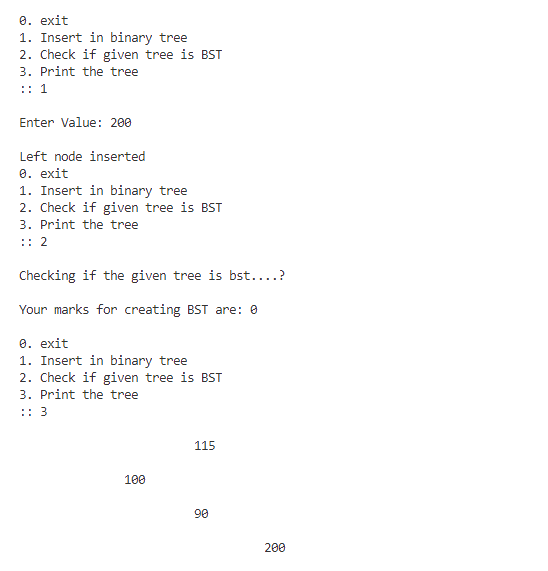 0. exit
1. Insert in binary tree
2. Check if given tree is BST
3. Print the tree
:: 1
Enter Value: 200
Left node inserted
0. exit
1. Insert in binary tree
2. Check if given tree is BST
3. Print the tree
:: 2
Checking if the given tree is bst....?
Your marks for creating BST are: 0
0. exit
1. Insert in binary tree
2. Check if given tree is BST
3. Print the tree
:: 3
115
100
90
200